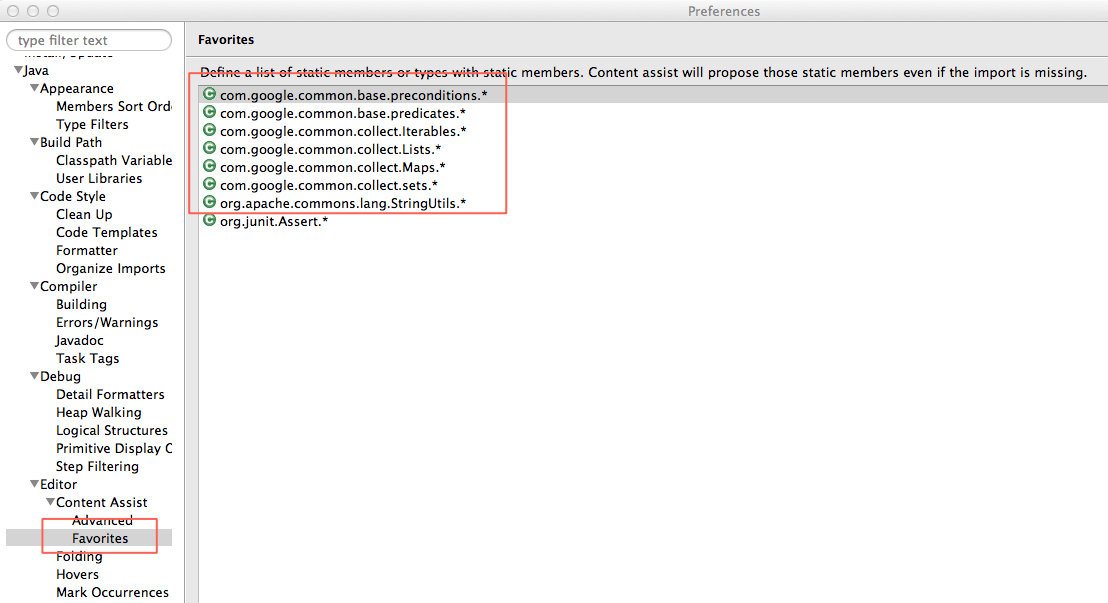 Preferences
type filter text
Install/Update
Java
Appearance
Members Sort Orde
Type Filters
Build Path
Classpath Variable
User Libraries
Code Style
Clean Up
Code Templates
Formatter
Organize Imports
Compiler
Building
Errors/Warnings
Javadoc
Task Tags
Debug
Detail Formatters
Heap Walking
Logical Structures
Primitive Display C
Step Filtering
Editor
Content Assist
Advanced
Favorites
Folding
Hovers
Mark Occurrences
Favorites
Define a list of static members or types with static members. Content assist will propose those static members even if the import is missing.
com.google.common.base.preconditions.*
com.google.common.base.predicates.*
com.google.common.collect.Iterables.*
com.google.common.collect.Lists.*
com.google.common.collect.Maps.*
com.google.common.collect.sets.*
org.apache.commons.lang.StringUtils.*
org.junit.Assert.*